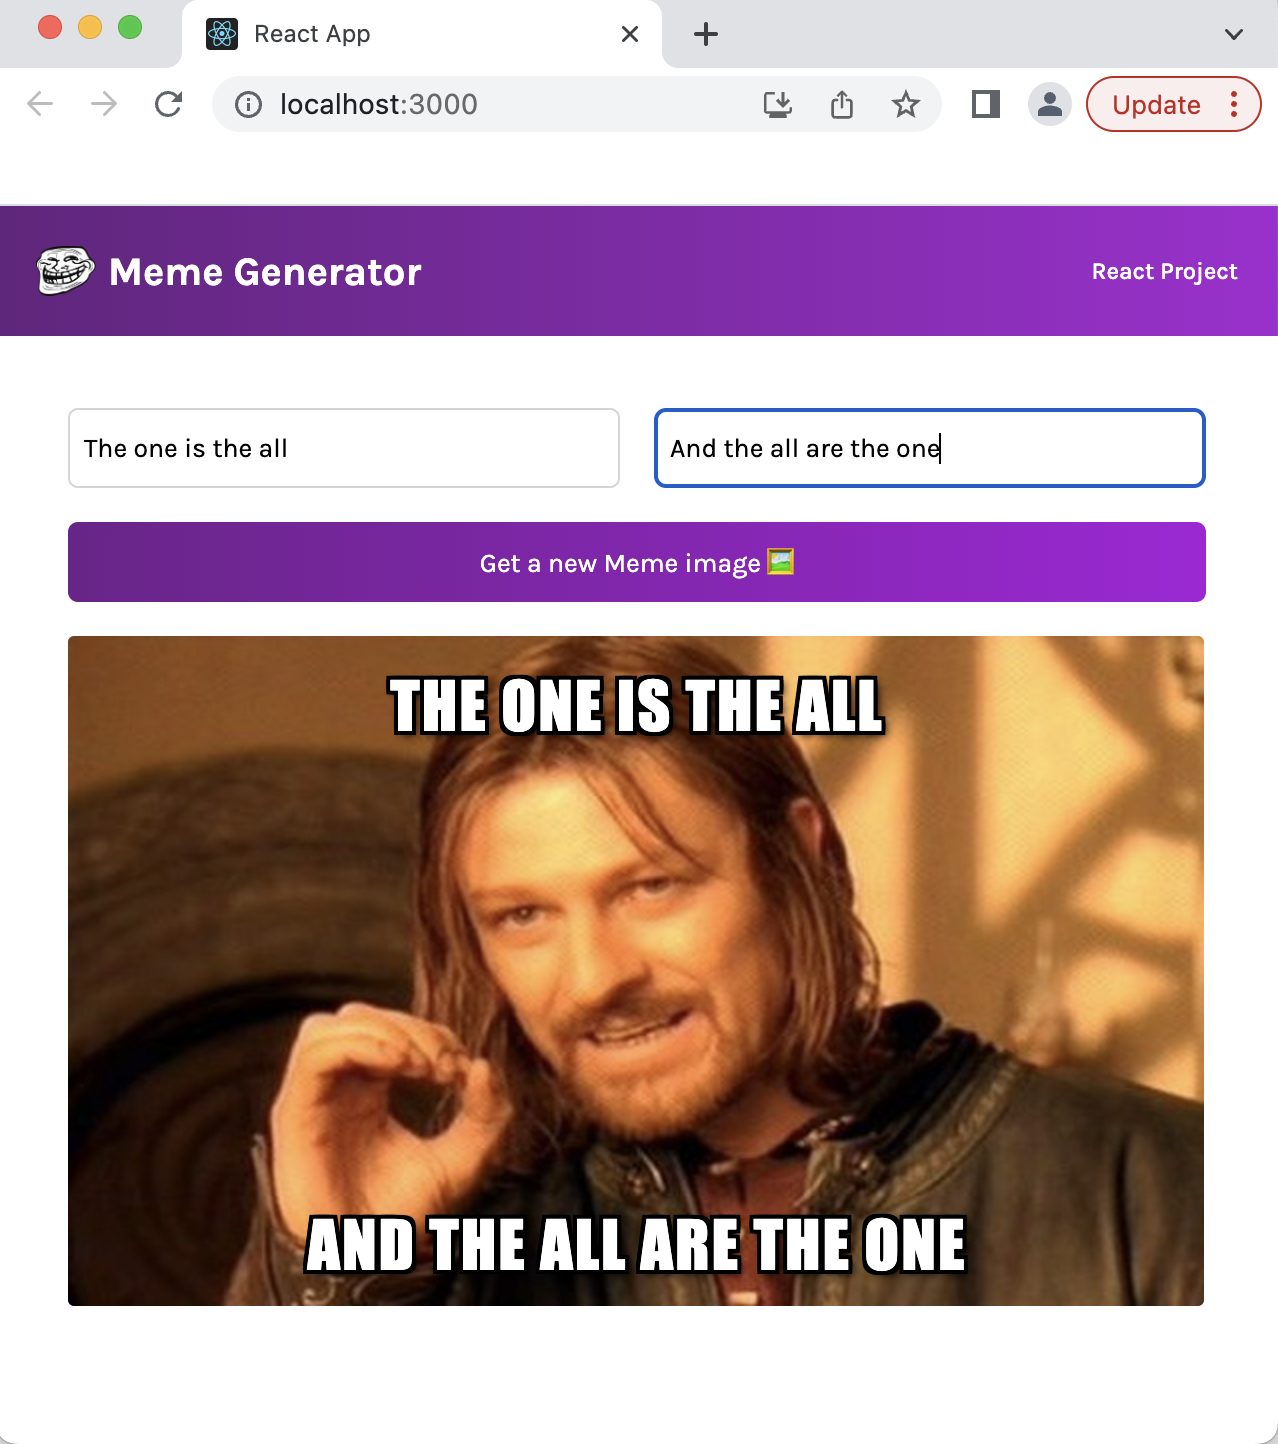 React App
localhost:3000
Update
Meme Generator
React Project
The one is the all
And the all are the one
Get a new Meme image
THE ONE IS THE ALL
AND THE ALL ARE THE ONE